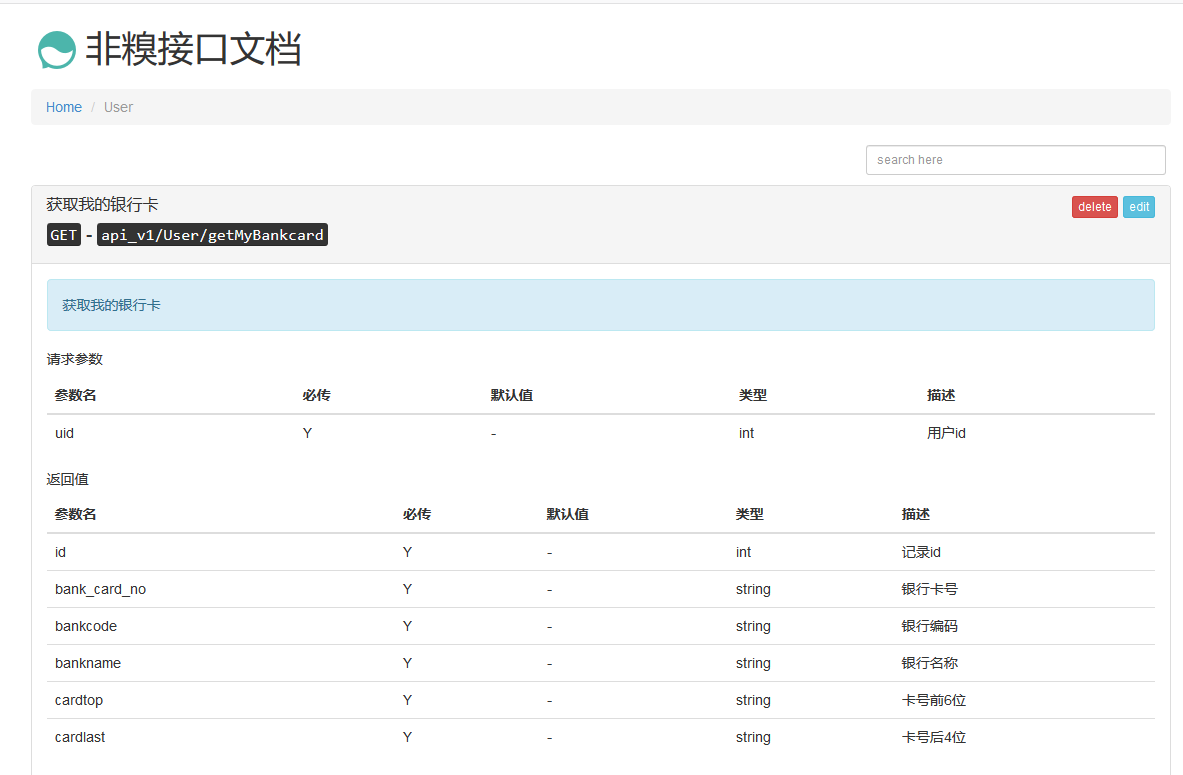 非糗接口文档
Home / User
search here
获取我的银行卡
delete edit
GET - api_v1/User/getMyBankcard
获取我的银行卡
请求参数
参数名 必传 默认值 类型 描述
uid Y - int 用户id
返回值
参数名 必传 默认值 类型 描述
id Y - int 记录id
bank_card_no Y - string 银行卡号
bankcode Y - string 银行编码
bankname Y - string 银行名称
cardtop Y - string 卡号前6位
cardlast Y - string 卡号后4位